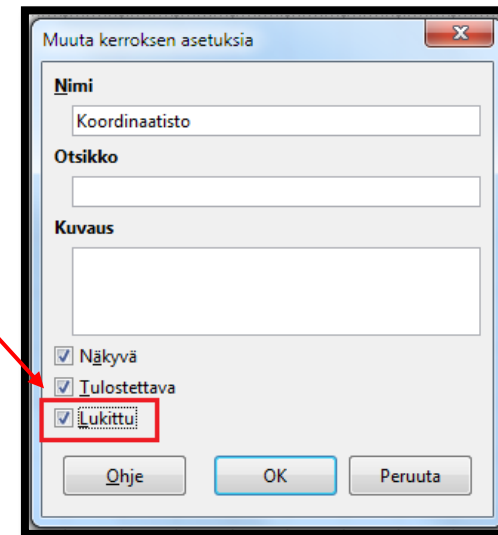 Muuta kerroksen asetuksia
Nimi
Koordinaatisto
Otsikko
Kuvaus
Näkyvä
Tulostettava
Lukittu
Ohje OK Peruuta